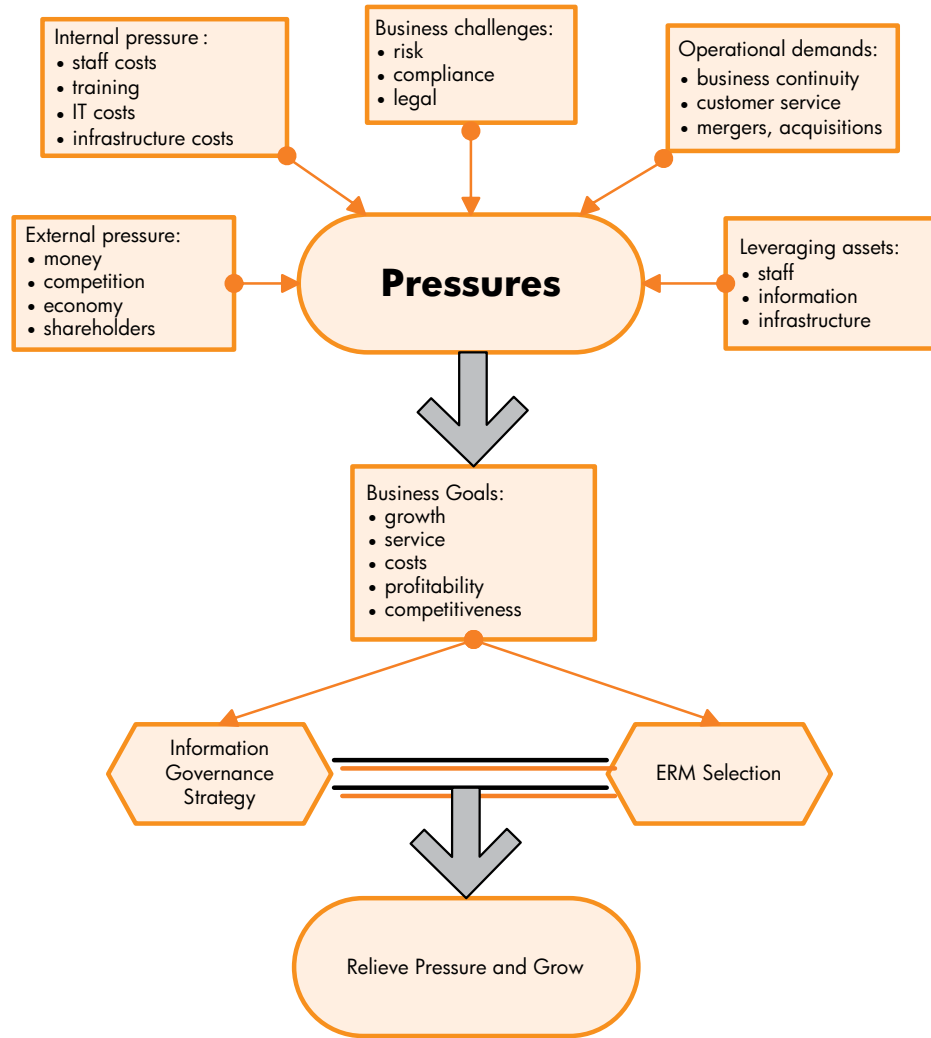 Internal pressure :
• staff costs
• training
• IT costs
• infrastructure costs
Business challenges:
• risk
• compliance
• legal
Operational demands:
• business continuity
• customer service
• mergers, acquisitions
External pressure:
• money
• competition
• economy
• shareholders
Pressures
Leveraging assets:
• staff
• information
• infrastructure
Business Goals:
• growth
• service
• costs
• profitability
• competitiveness
Information
Governance
Strategy
ERM Selection
Relieve Pressure and Grow